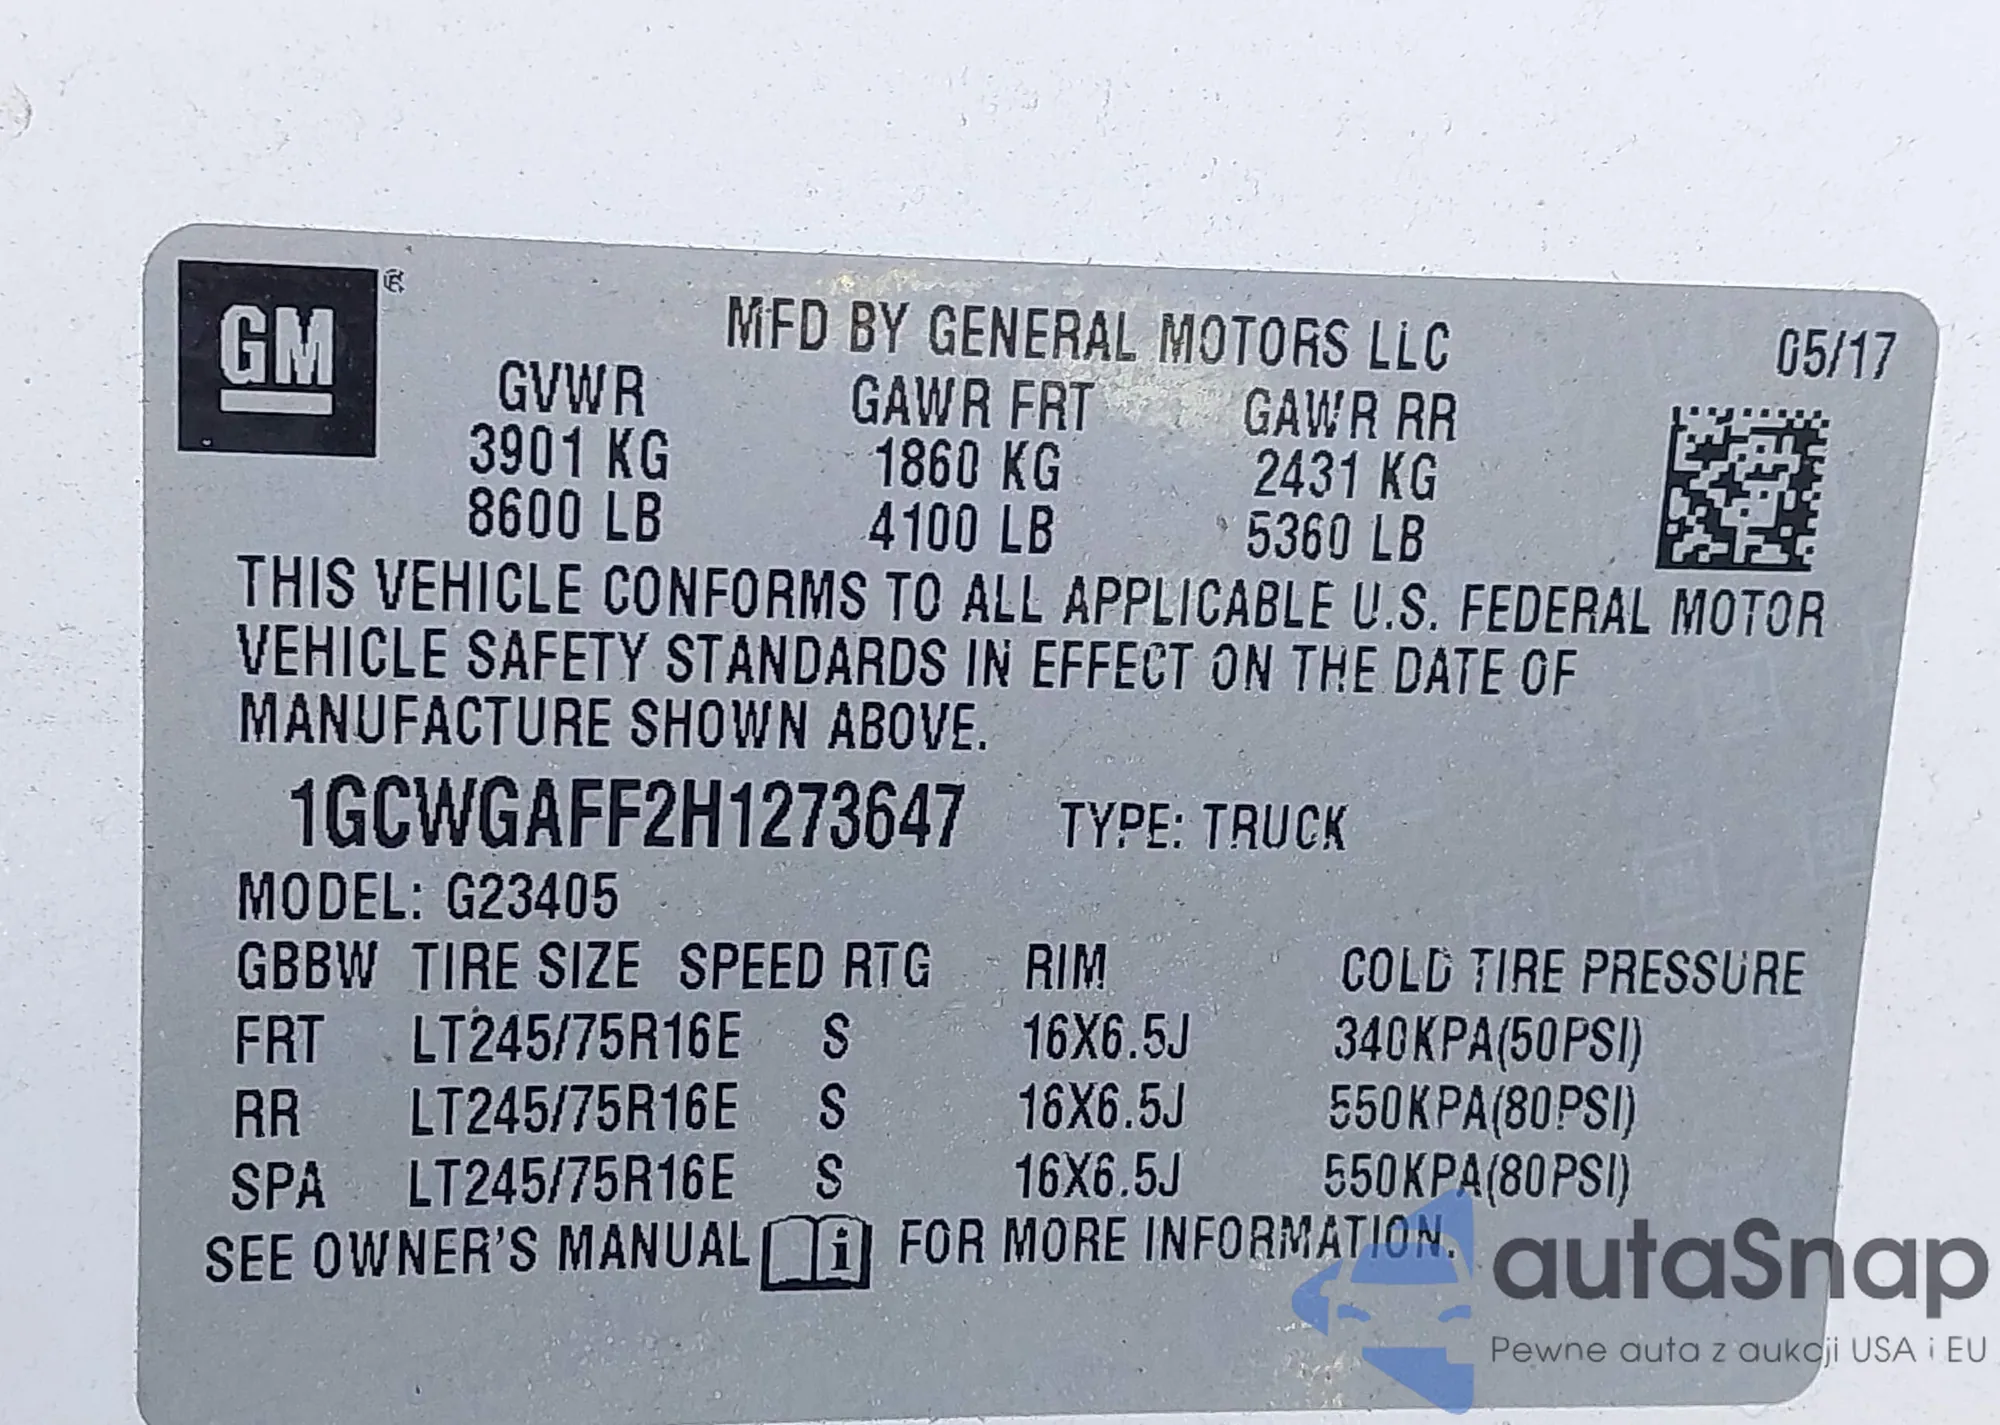 GM ®
MFD BY GENERAL MOTORS LLC 05/17
GVWR GAWR FRT GAWR RR
3901 KG 1860 KG 2431 KG
8600 LB 4100 LB 5360 LB
THIS VEHICLE CONFORMS TO ALL APPLICABLE U.S. FEDERAL MOTOR
VEHICLE SAFETY STANDARDS IN EFFECT ON THE DATE OF
MANUFACTURE SHOWN ABOVE.
1GCWGAFF2H1273647 TYPE: TRUCK
MODEL: G23405
GBBW TIRE SIZE SPEED RTG RIM COLD TIRE PRESSURE
FRT LT245/75R16E S 16X6.5J 340KPA(50PSI)
RR LT245/75R16E S 16X6.5J 550KPA(80PSI)
SPA LT245/75R16E S 16X6.5J 550KPA(80PSI)
SEE OWNER'S MANUAL i FOR MORE INFORMATION.
autaSnap
Pewne auta z aukcji USA i EU